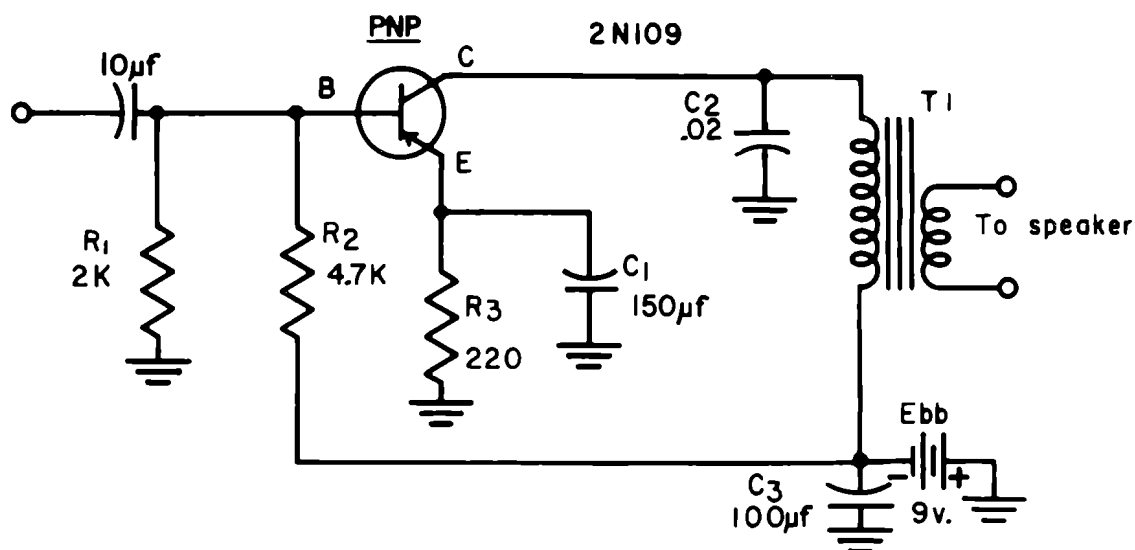 PNP
2N109
10µf
B
C
E
C2
.02
T1
To speaker
R1
2K
R2
4.7K
R3
220
C1
150µf
Ebb
- +
9v.
C3
100µf